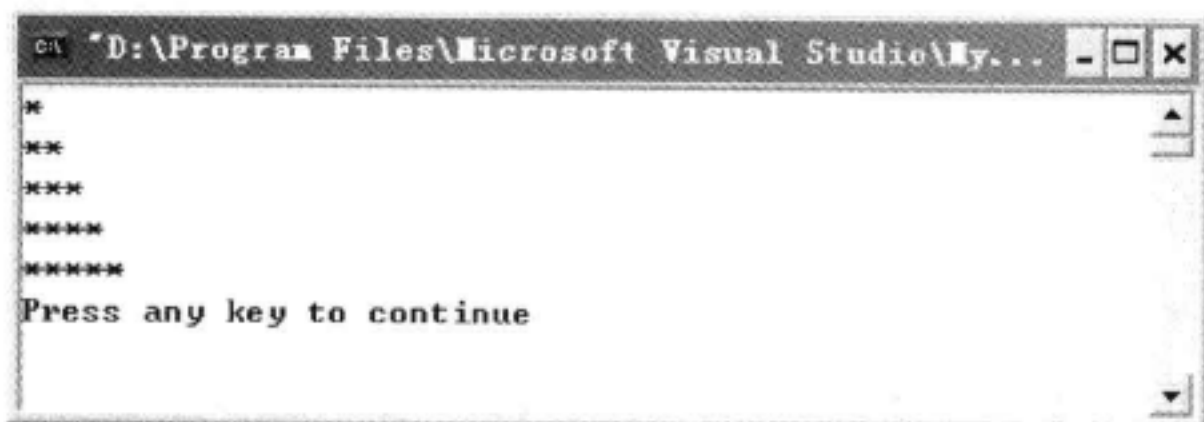 "D:\Program Files\Microsoft Visual Studio\My...
*
**
***
****
*****
Press any key to continue